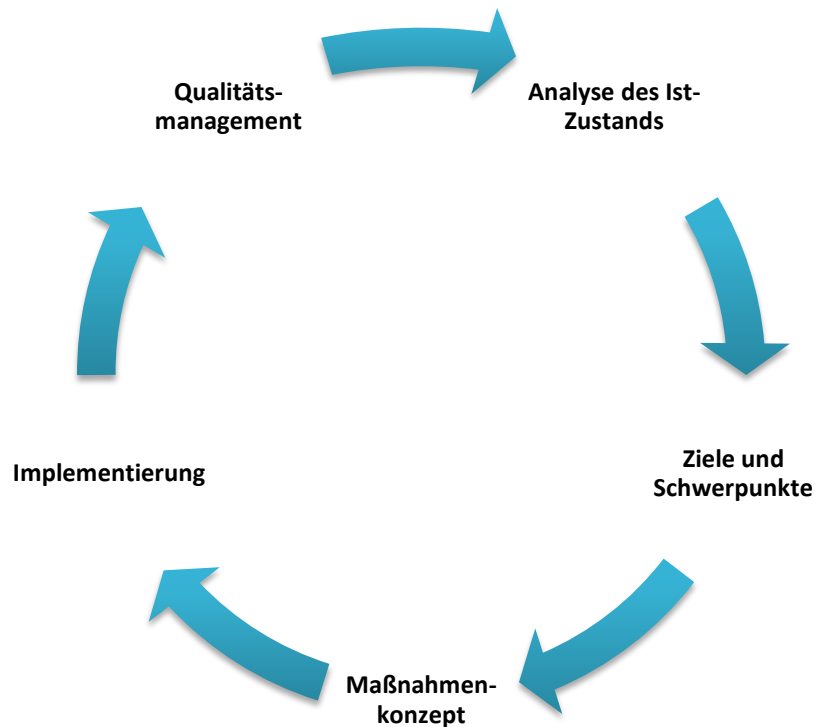 Qualitäts-
management
Analyse des Ist-
Zustands
Ziele und
Schwerpunkte
Maßnahmen-
konzept
Implementierung